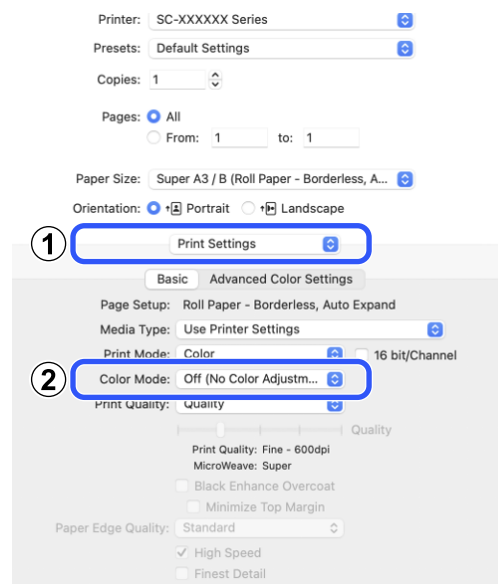 Printer: SC-XXXXXX Series
Presets: Default Settings
Copies: 1
Pages: All
From: 1 to: 1
Paper Size: Super A3 / B (Roll Paper - Borderless, A...
Orientation: Portrait Landscape
1 Print Settings
Basic Advanced Color Settings
Page Setup: Roll Paper - Borderless, Auto Expand
Media Type: Use Printer Settings
Print Mode: Color 16 bit/Channel
2 Color Mode: Off (No Color Adjustm...
Print Quality: Quality
Quality
Print Quality: Fine - 600dpi
MicroWeave: Super
Black Enhance Overcoat
Minimize Top Margin
Paper Edge Quality: Standard
High Speed
Finest Detail